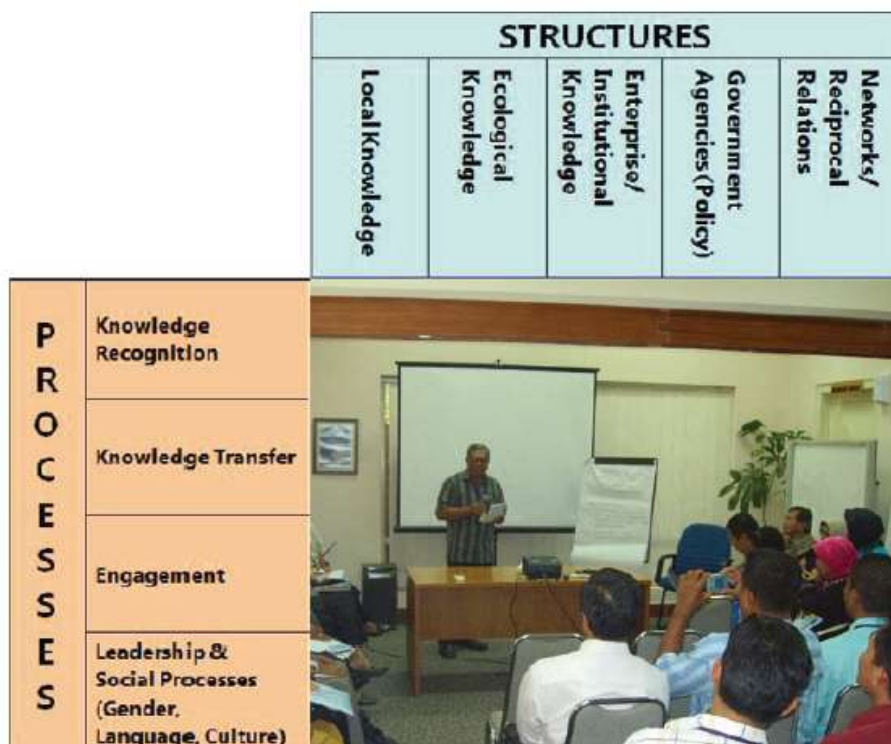 STRUCTURES
Local Knowledge
Ecological
Knowledge
Enterprise/
Institutional
Knowledge
Government
Agencies (Policy)
Networks/
Reciprocal
Relations
PROCESSES
Knowledge
Recognition
Knowledge Transfer
Engagement
Leadership &
Social Processes
(Gender,
Language, Culture)